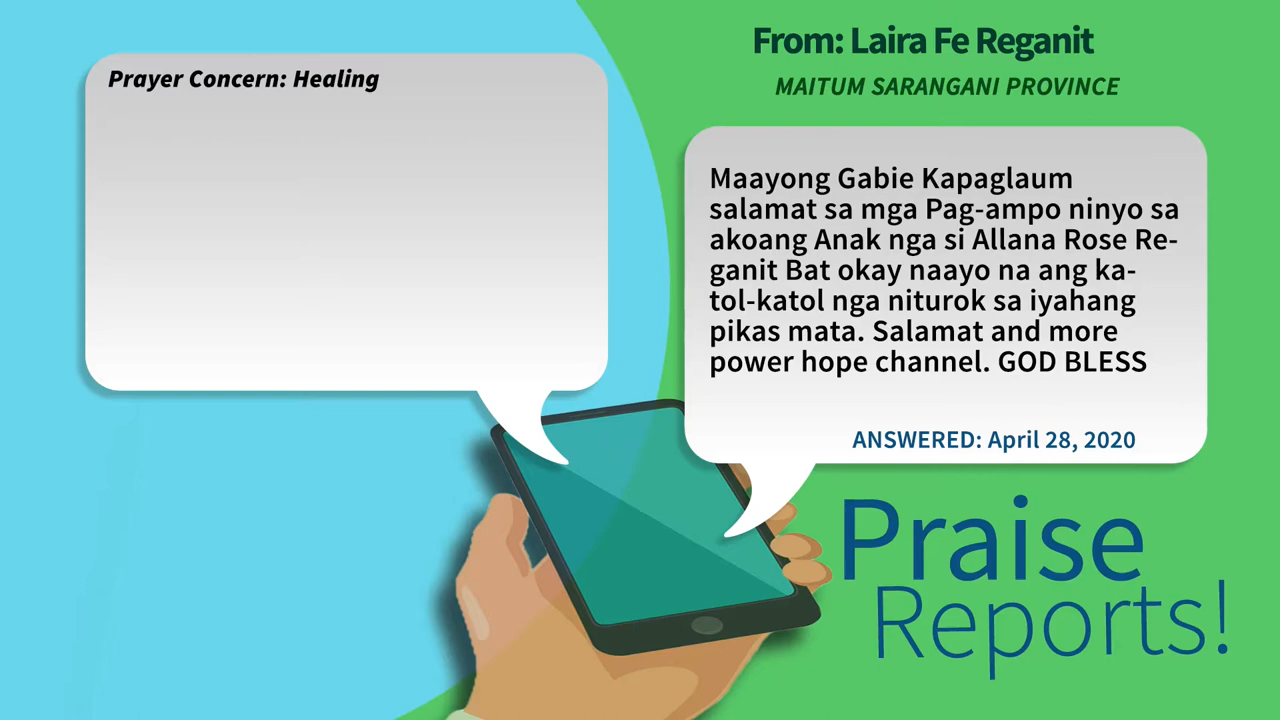 Prayer Concern: Healing
From: Laira Fe Reganit
MAITUM SARANGANI PROVINCE
Maayong Gabie Kapaglaum
salamat sa mga Pag-ampo ninyo sa
akoang Anak nga si Allana Rose Re-
ganit Bat okay naayo na ang ka-
tol-katol nga niturok sa iyahang
pikas mata. Salamat and more
power hope channel. GOD BLESS
ANSWERED: April 28, 2020
Praise
Reports!